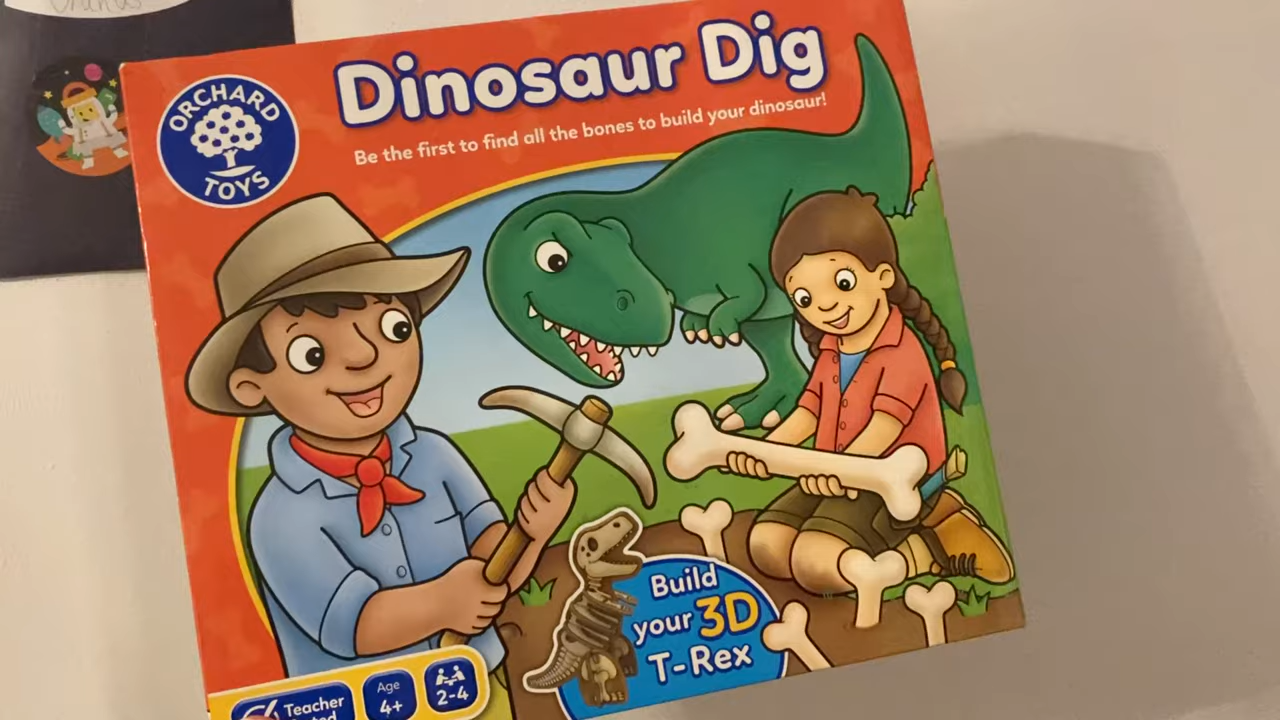 Dinosaur Dig
Be the first to find all the bones to build your dinosaur!
ORCHARD
TOYS
Build
your 3D
T-Rex
Teacher
Age
4+
2-4